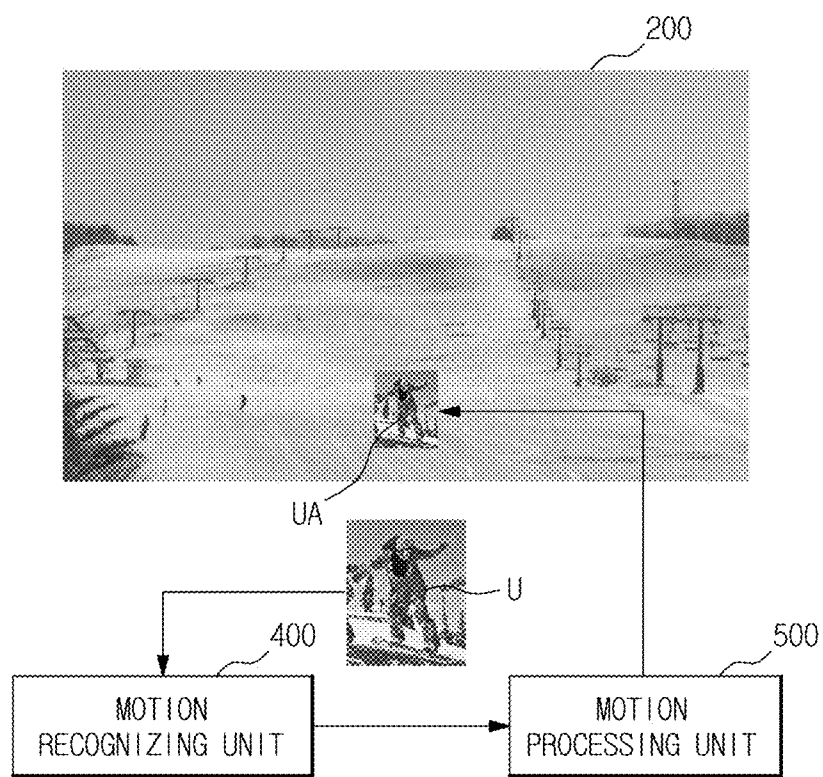 200
UA
U
400
500
MOTION
RECOGNIZING UNIT
MOTION
PROCESSING UNIT